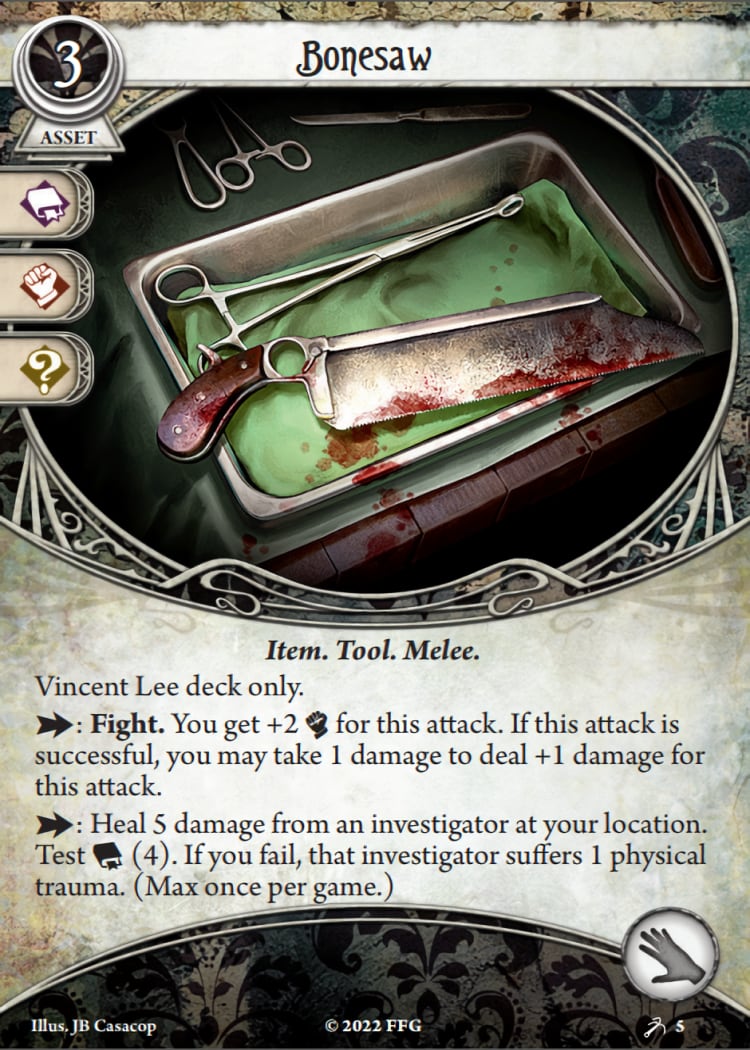 3
Bonesaw
ASSET
?
Item. Tool. Melee.
Vincent Lee deck only.
: Fight. You get +2 for this attack. If this attack is
successful, you may take 1 damage to deal +1 damage for
this attack.
: Heal 5 damage from an investigator at your location.
Test (4). If you fail, that investigator suffers 1 physical
trauma. (Max once per game.)
Illus. JB Casacop
© 2022 FFG
5